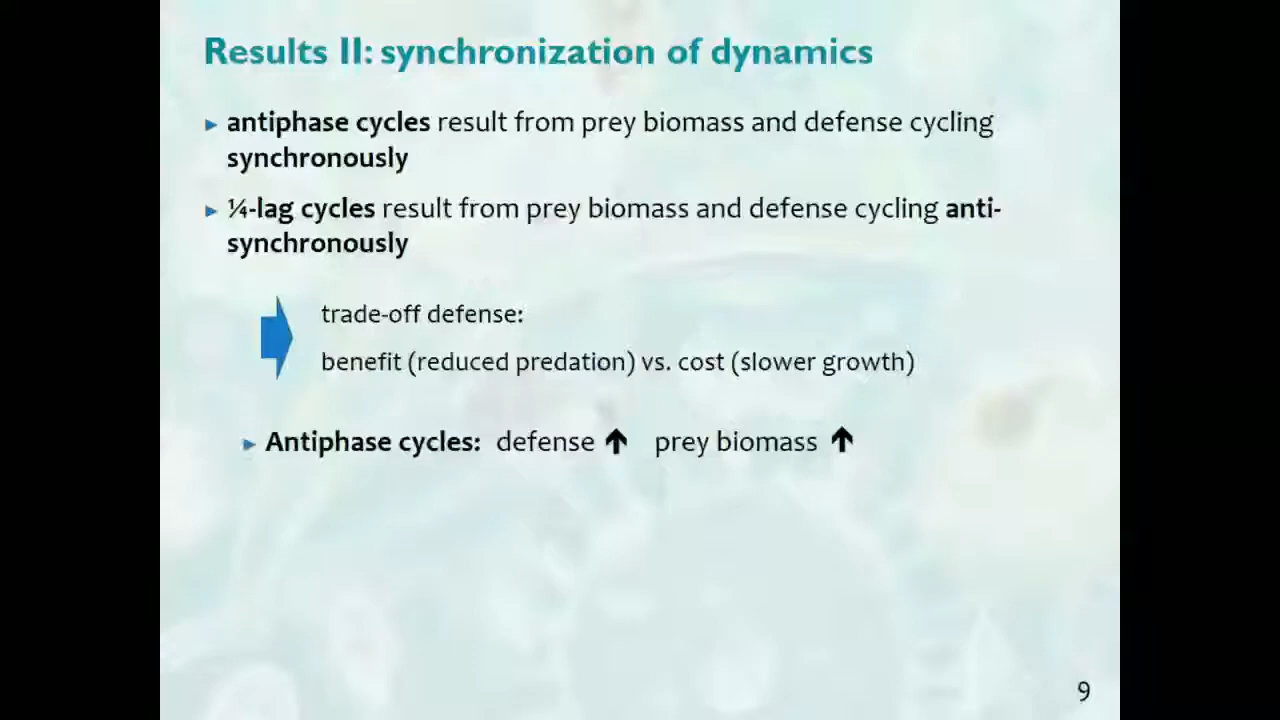 Results II: synchronization of dynamics
► antiphase cycles result from prey biomass and defense cycling
synchronously
► ¼-lag cycles result from prey biomass and defense cycling anti-
synchronously
trade-off defense:
benefit (reduced predation) vs. cost (slower growth)
► Antiphase cycles: defense 🡅 prey biomass 🡅
9